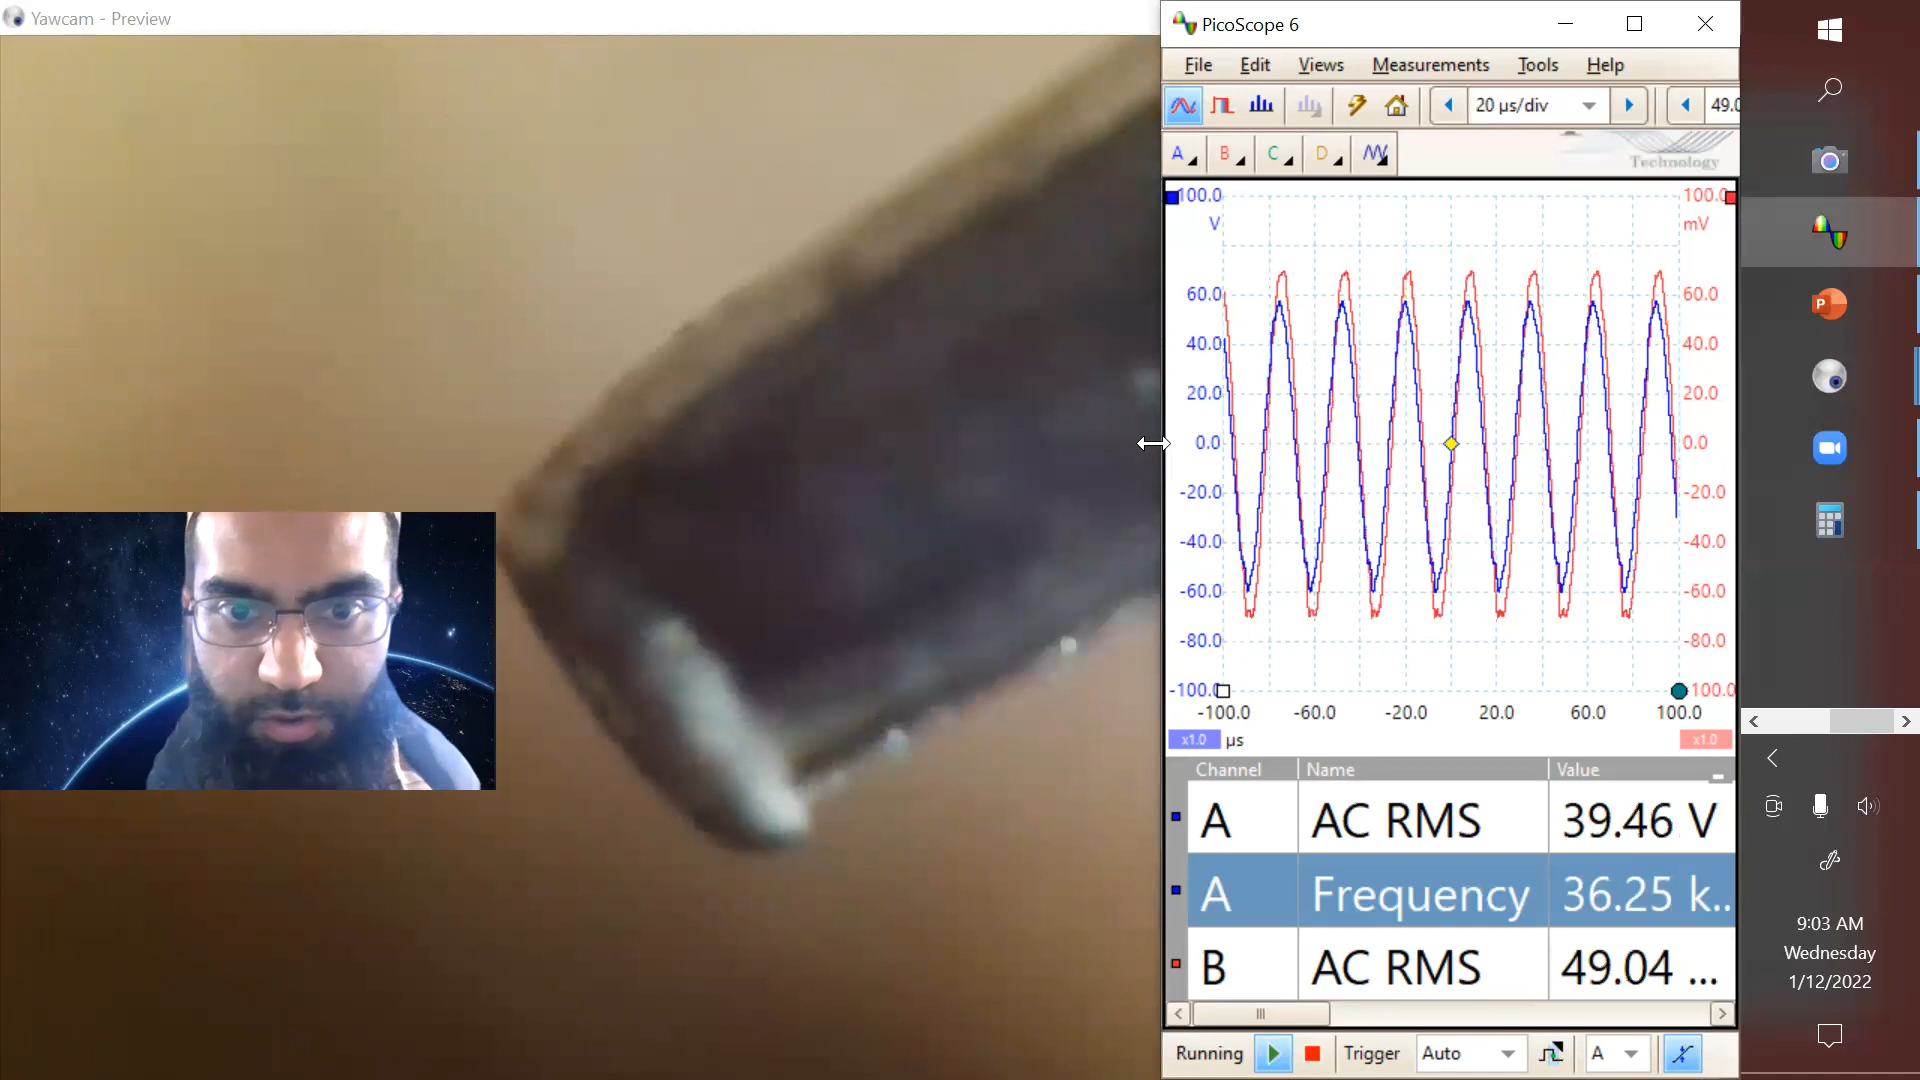 Yawcam - Preview
PicoScope 6
File Edit Views Measurements Tools Help
20 µs/div 49.0
A B C D
Technology
100.0 100.0
V mV
60.0 60.0
40.0 40.0
20.0 20.0
0.0 0.0
-20.0 -20.0
-40.0 -40.0
-60.0 -60.0
-80.0 -80.0
-100.0 100.0
-100.0 -60.0 -20.0 20.0 60.0 100.0
x1.0 µs x1.0
Channel Name Value
A AC RMS 39.46 V
A Frequency 36.25 k..
B AC RMS 49.04 ...
Running Trigger Auto A
P
9:03 AM
Wednesday
1/12/2022